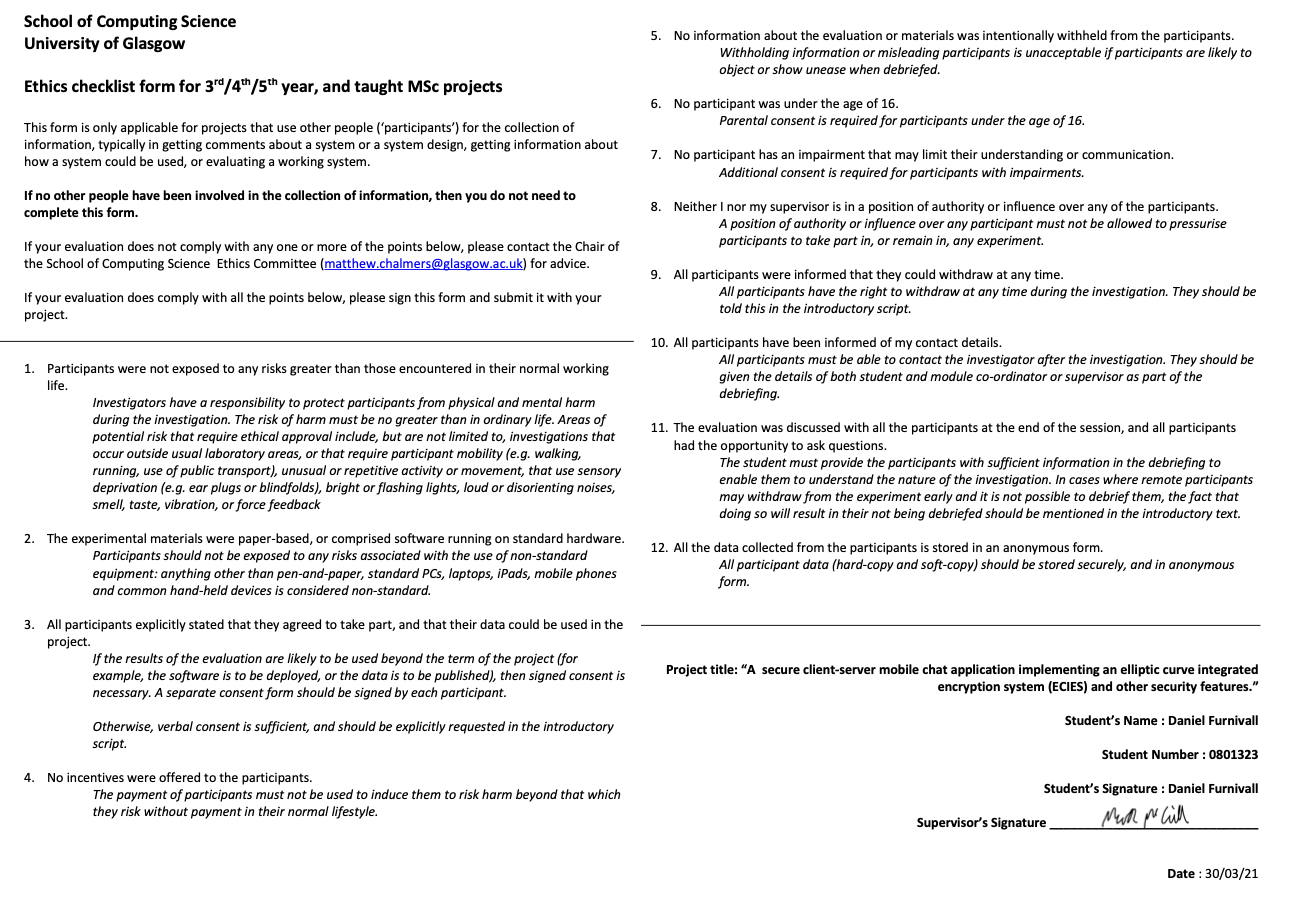 School of Computing Science
University of Glasgow
Ethics checklist form for 3rd/4th/5th year, and taught MSc projects
This form is only applicable for projects that use other people (‘participants’) for the collection of
information, typically in getting comments about a system or a system design, getting information about
how a system could be used, or evaluating a working system.
If no other people have been involved in the collection of information, then you do not need to
complete this form.
If your evaluation does not comply with any one or more of the points below, please contact the Chair of
the School of Computing Science Ethics Committee (matthew.chalmers@glasgow.ac.uk) for advice.
If your evaluation does comply with all the points below, please sign this form and submit it with your
project.
1. Participants were not exposed to any risks greater than those encountered in their normal working
life.
Investigators have a responsibility to protect participants from physical and mental harm
during the investigation. The risk of harm must be no greater than in ordinary life. Areas of
potential risk that require ethical approval include, but are not limited to, investigations that
occur outside usual laboratory areas, or that require participant mobility (e.g. walking,
running, use of public transport), unusual or repetitive activity or movement, that use sensory
deprivation (e.g. ear plugs or blindfolds), bright or flashing lights, loud or disorienting noises,
smell, taste, vibration, or force feedback
2. The experimental materials were paper-based, or comprised software running on standard hardware.
Participants should not be exposed to any risks associated with the use of non-standard
equipment: anything other than pen-and-paper, standard PCs, laptops, iPads, mobile phones
and common hand-held devices is considered non-standard.
3. All participants explicitly stated that they agreed to take part, and that their data could be used in the
project.
If the results of the evaluation are likely to be used beyond the term of the project (for
example, the software is to be deployed, or the data is to be published), then signed consent is
necessary. A separate consent form should be signed by each participant.
Otherwise, verbal consent is sufficient, and should be explicitly requested in the introductory
script.
4. No incentives were offered to the participants.
The payment of participants must not be used to induce them to risk harm beyond that which
they risk without payment in their normal lifestyle.
5. No information about the evaluation or materials was intentionally withheld from the participants.
Withholding information or misleading participants is unacceptable if participants are likely to
object or show unease when debriefed.
6. No participant was under the age of 16.
Parental consent is required for participants under the age of 16.
7. No participant has an impairment that may limit their understanding or communication.
Additional consent is required for participants with impairments.
8. Neither I nor my supervisor is in a position of authority or influence over any of the participants.
A position of authority or influence over any participant must not be allowed to pressurise
participants to take part in, or remain in, any experiment.
9. All participants were informed that they could withdraw at any time.
All participants have the right to withdraw at any time during the investigation. They should be
told this in the introductory script.
10. All participants have been informed of my contact details.
All participants must be able to contact the investigator after the investigation. They should be
given the details of both student and module co-ordinator or supervisor as part of the
debriefing.
11. The evaluation was discussed with all the participants at the end of the session, and all participants
had the opportunity to ask questions.
The student must provide the participants with sufficient information in the debriefing to
enable them to understand the nature of the investigation. In cases where remote participants
may withdraw from the experiment early and it is not possible to debrief them, the fact that
doing so will result in their not being debriefed should be mentioned in the introductory text.
12. All the data collected from the participants is stored in an anonymous form.
All participant data (hard-copy and soft-copy) should be stored securely, and in anonymous
form.
Project title: “A secure client-server mobile chat application implementing an elliptic curve integrated
encryption system (ECIES) and other security features.”
Student’s Name : Daniel Furnivall
Student Number : 0801323
Student’s Signature : Daniel Furnivall
Supervisor’s Signature
Date : 30/03/21